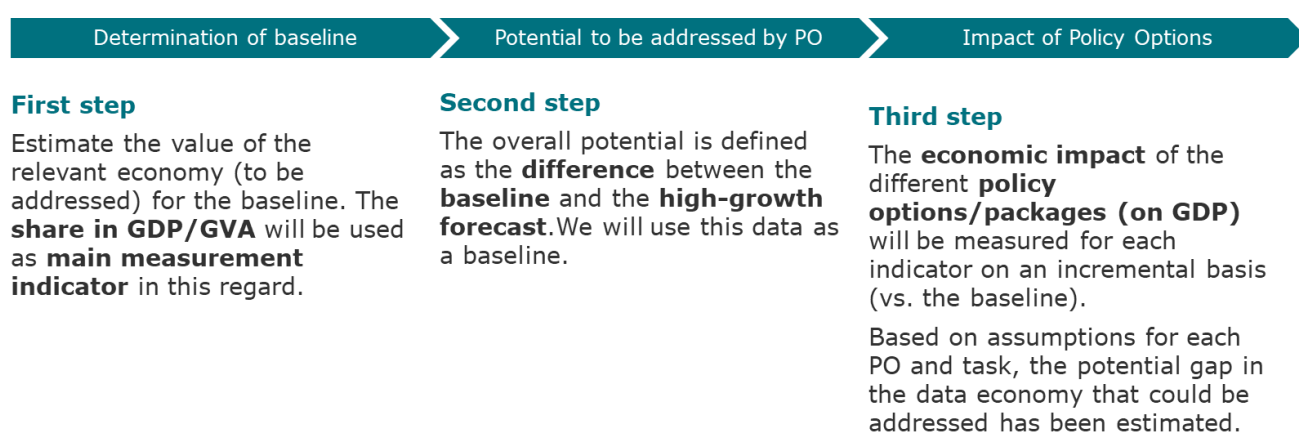 Determination of baseline
Potential to be addressed by PO
Impact of Policy Options
First step
Estimate the value of the
relevant economy (to be
addressed) for the baseline. The
share in GDP/GVA will be used
as main measurement
indicator in this regard.
Second step
The overall potential is defined
as the difference between the
baseline and the high-growth
forecast.We will use this data as
a baseline.
Third step
The economic impact of the
different policy
options/packages (on GDP)
will be measured for each
indicator on an incremental basis
(vs. the baseline).
Based on assumptions for each
PO and task, the potential gap in
the data economy that could be
addressed has been estimated.